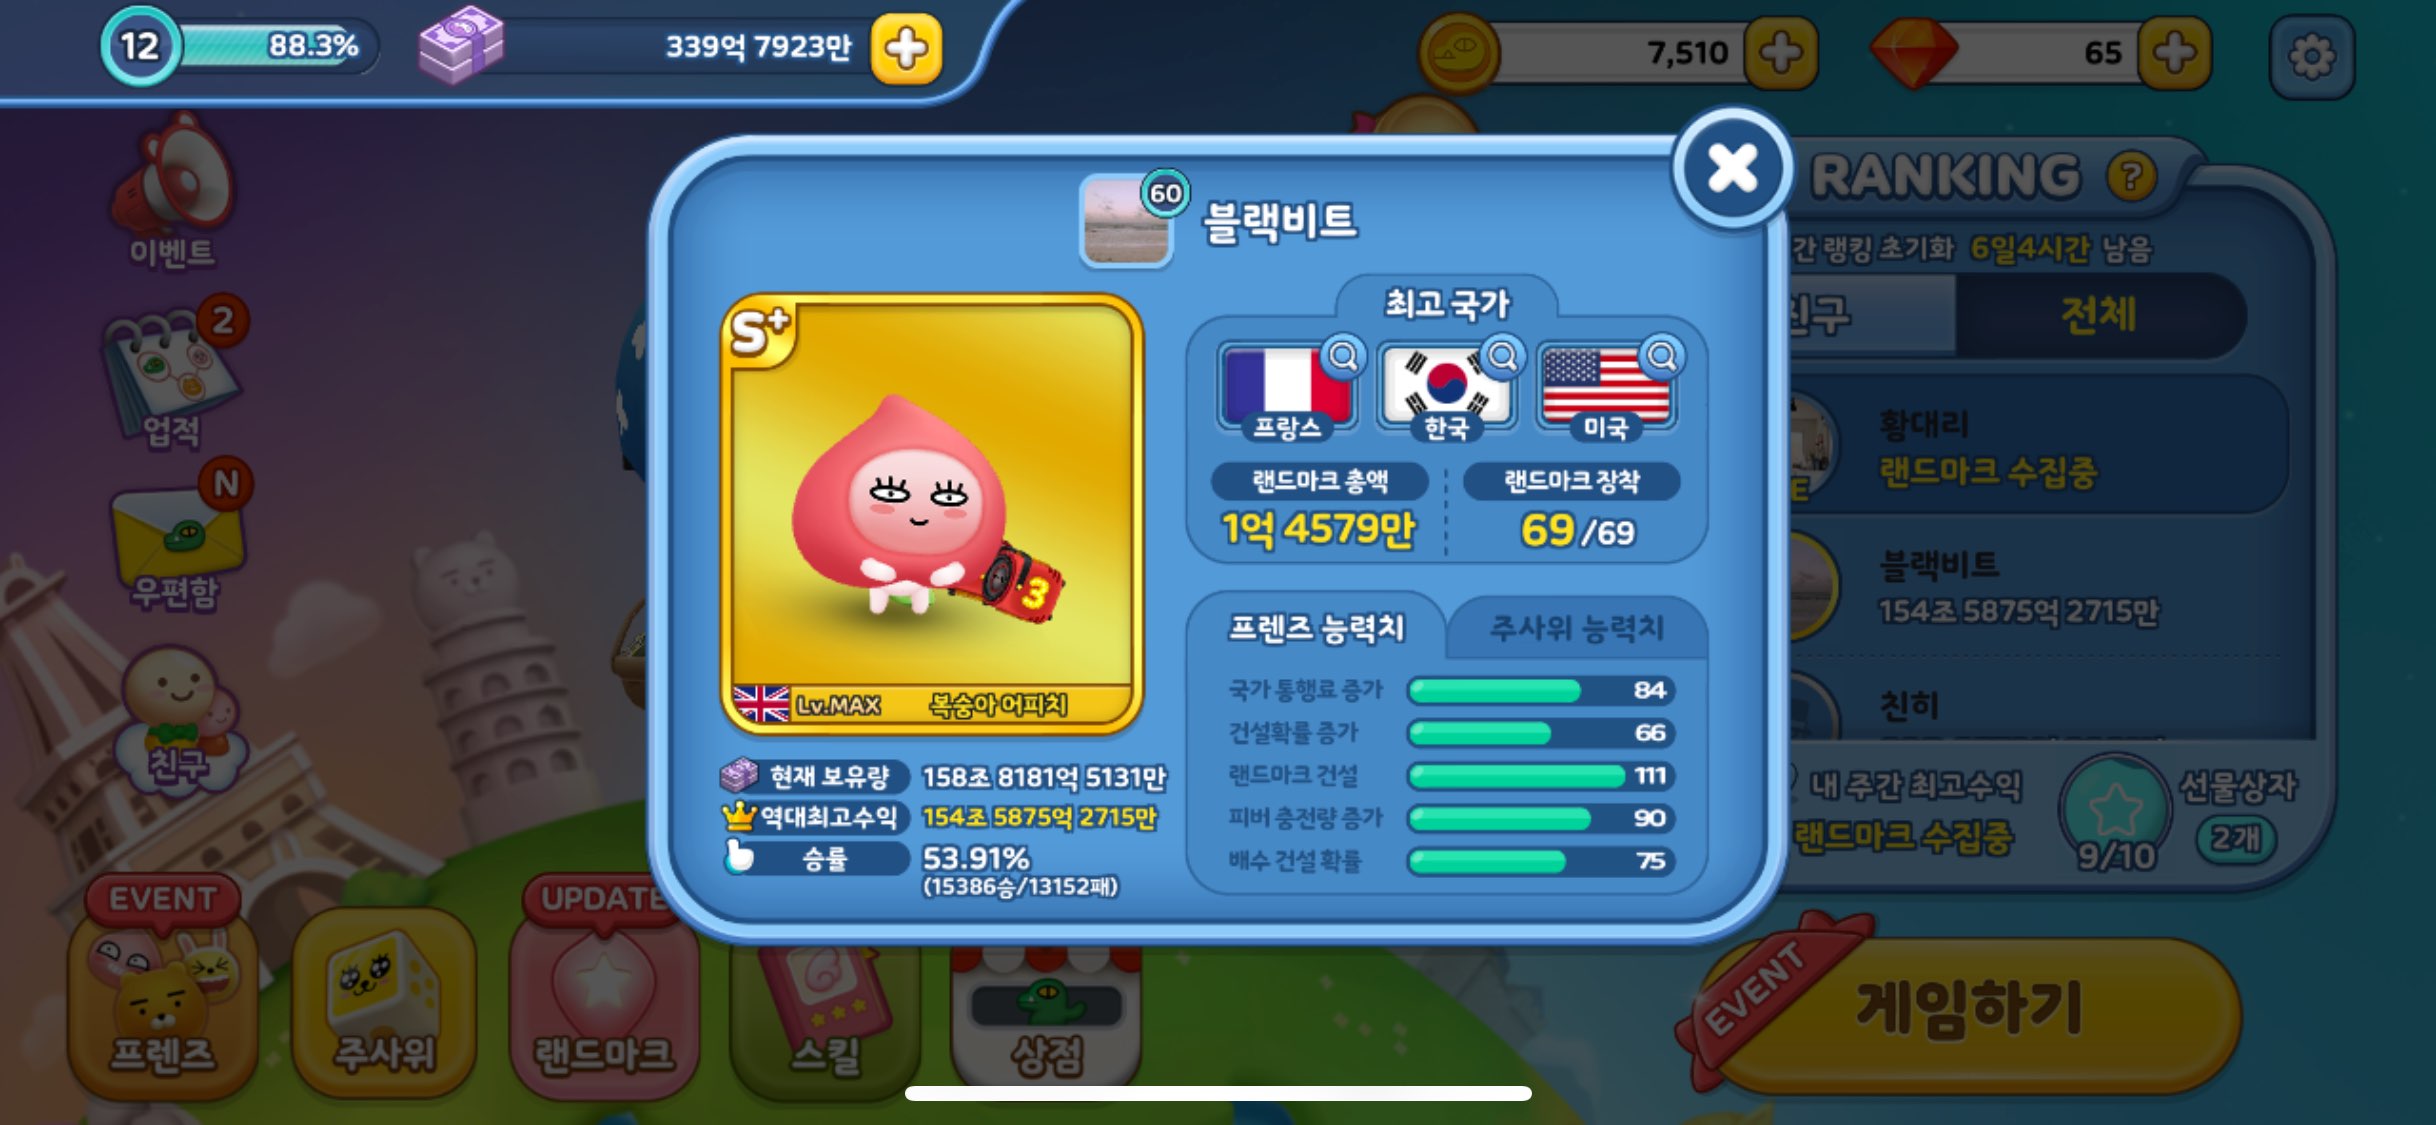 12
88.3%
339억 7923만
7,510
65
이벤트
2
업적
N
우편함
친구
60
블랙비트
S+
Lv.MAX
복숭아 어피치
3
현재 보유량
158조 8181억 5131만
역대최고수익
154조 5875억 2715만
승률
53.91%
(15386승/13152패)
최고 국가
프랑스
한국
미국
랜드마크 총액
랜드마크 장착
1억 4579만
69/69
프렌즈 능력치
주사위 능력치
국가 통행료 증가
84
건설확률 증가
66
랜드마크 건설
111
피버 충전량 증가
90
배수 건설 확률
75
RANKING
?
간 랭킹 초기화 6일4시간 남음
친구
전체
황대리
랜드마크 수집중
E
블랙비트
154조 5875억 2715만
친히
내 주간 최고수익
랜드마크 수집중
9/10
선물상자
2개
EVENT
프렌즈
주사위
UPDATE
랜드마크
스킬
상점
EVENT
게임하기